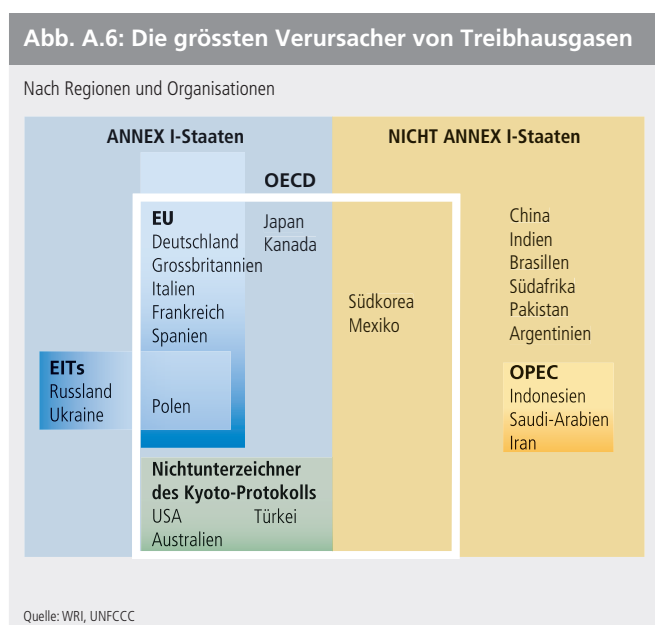 Abb. A.6: Die grössten Verursacher von Treibhausgasen
Nach Regionen und Organisationen
ANNEX I-Staaten
NICHT ANNEX I-Staaten
OECD
EU
Deutschland
Grossbritannien
Italien
Frankreich
Spanien
Japan
Kanada
Südkorea
Mexiko
China
Indien
Brasillen
Südafrika
Pakistan
Argentinien
EITs
Russland
Ukraine
Polen
OPEC
Indonesien
Saudi-Arabien
Iran
Nichtunterzeichner
des Kyoto-Protokolls
USA
Türkei
Australien
Quelle: WRI, UNFCCC